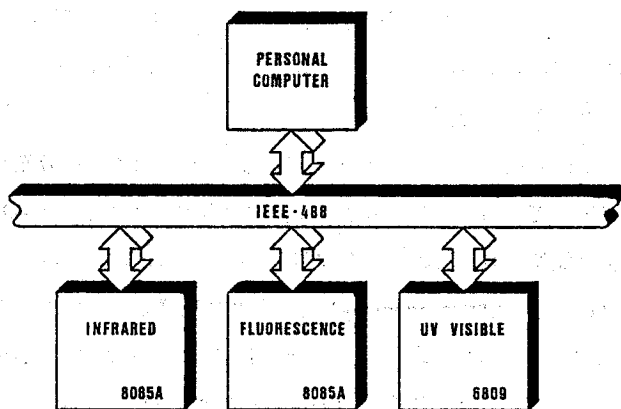 PERSONAL
COMPUTER
IEEE-488
INFRARED
FLUORESCENCE
UV VISIBLE
8085A
8085A
6809